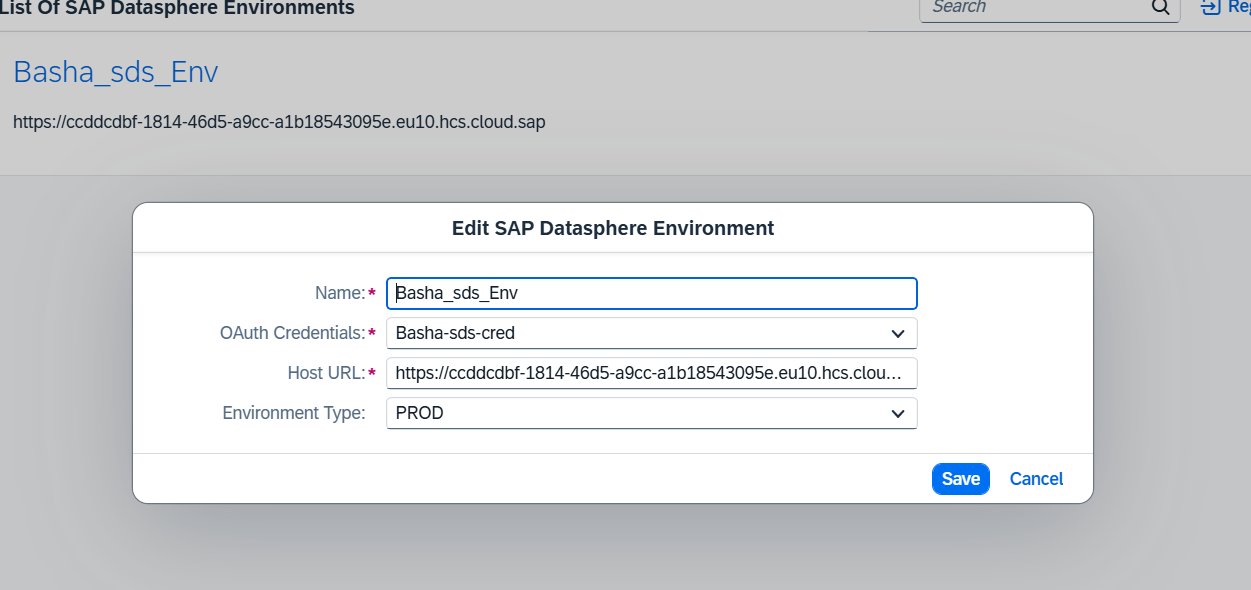 List Of SAP Datasphere Environments
Search
Basha_sds_Env
https://ccddcdbf-1814-46d5-a9cc-a1b18543095e.eu10.hcs.cloud.sap
Edit SAP Datasphere Environment
Name:* Basha_sds_Env
OAuth Credentials:* Basha-sds-cred
Host URL:* https://ccddcdbf-1814-46d5-a9cc-a1b18543095e.eu10.hcs.clou...
Environment Type: PROD
Save Cancel